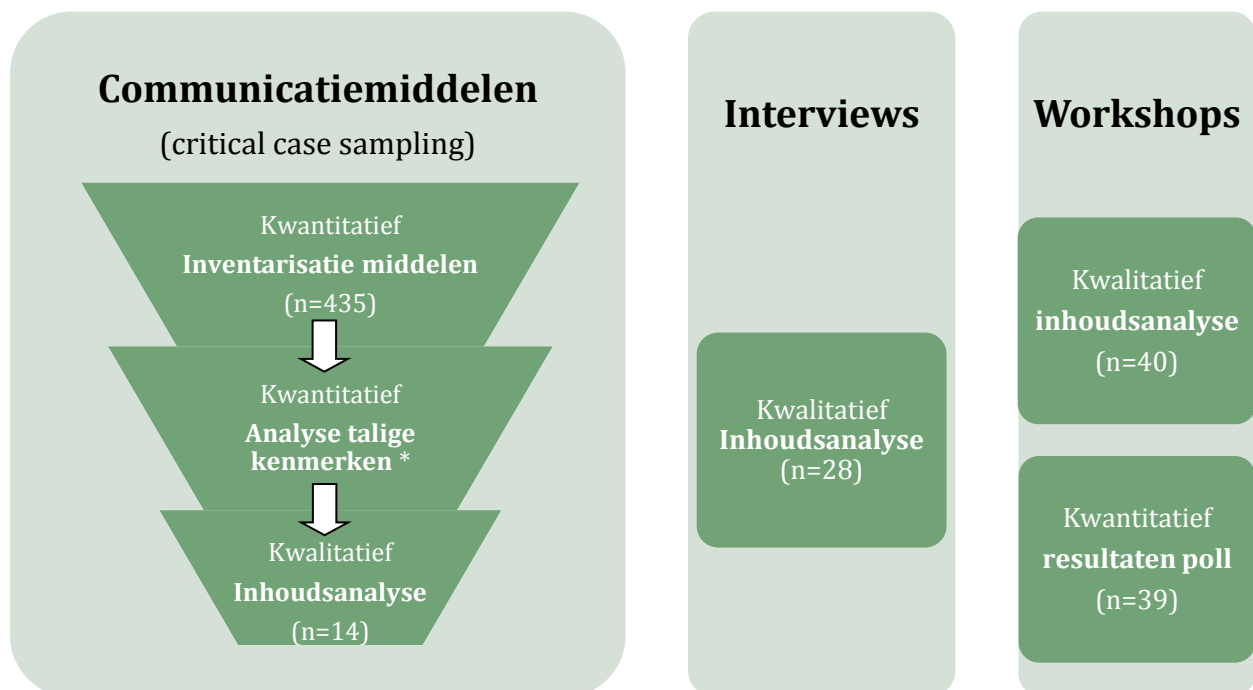 Communicatiemiddelen
(critical case sampling)
Kwantitatief
Inventarisatie middelen
(n=435)
Kwantitatief
Analyse talige
kenmerken *
Kwalitatief
Inhoudsanalyse
(n=14)
Interviews
Kwalitatief
Inhoudsanalyse
(n=28)
Workshops
Kwalitatief
inhoudsanalyse
(n=40)
Kwantitatief
resultaten poll
(n=39)